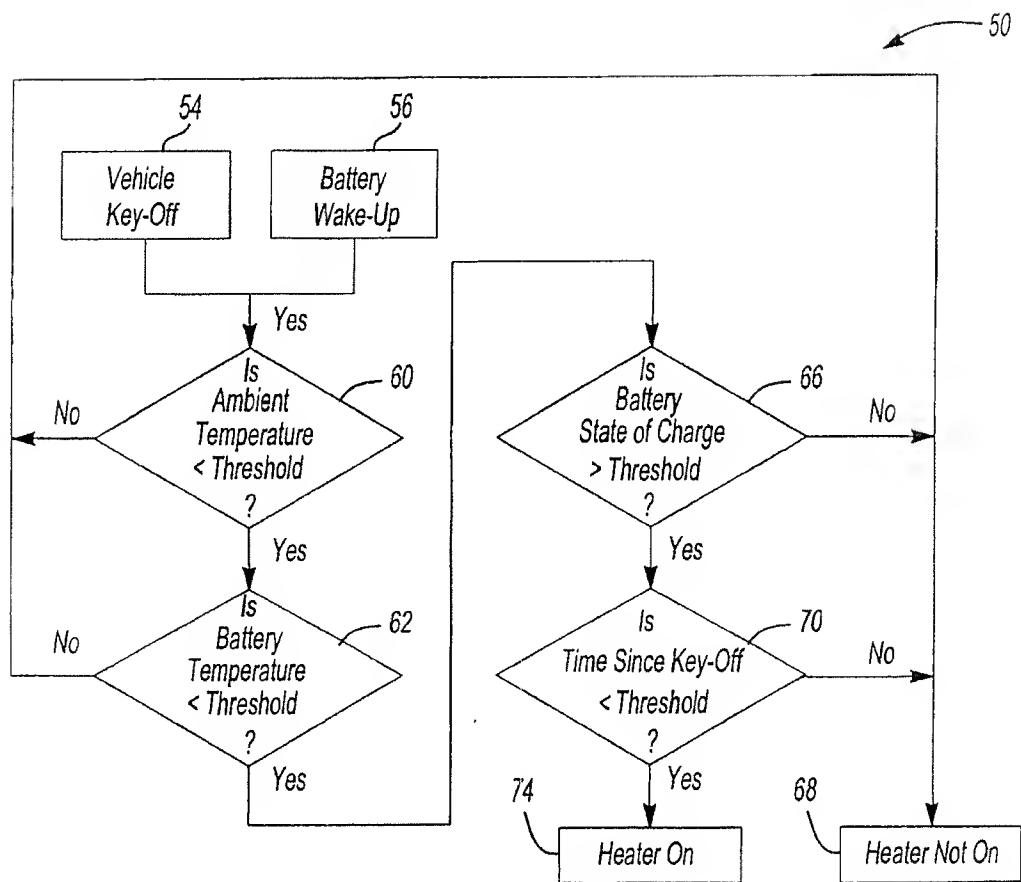 50
54
56
Vehicle
Key-Off
Battery
Wake-Up
Yes
Is
Ambient
Temperature
< Threshold
?
60
No
Yes
Is
Battery
Temperature
< Threshold
?
62
No
Yes
Is
Battery
State of Charge
> Threshold
?
66
No
Yes
Is
Time Since Key-Off
< Threshold
?
70
No
Yes
74
Heater On
68
Heater Not On